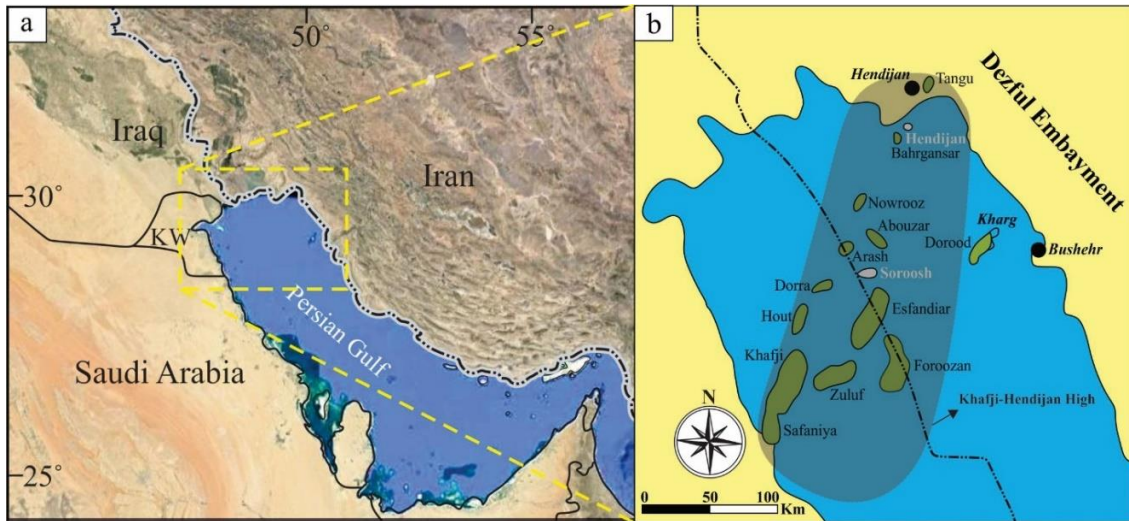 a
50
55
Iraq
Iran
30°
KW
Persian Gulf
Saudi Arabia
25°
b
Hendijan
Tangu
Dezful Embayment
Hendijan
Bahrgansar
Nowrooz
Abouzar
Kharg
Dorood
Bushehr
Arash
Soroosh
Dorra
Esfandiar
Hout
Khafji
Foroozan
Zuluf
Khafji-Hendijan High
N
Safaniya
0 50 100
Km